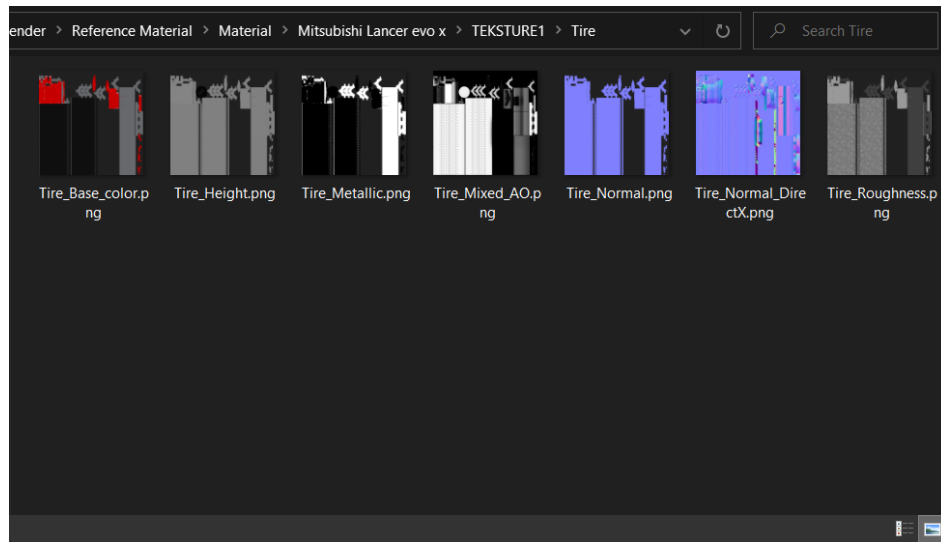 ender > Reference Material > Material > Mitsubishi Lancer evo x > TEKSTURE1 > Tire
Search Tire
Tire_Base_color.p
ng
Tire_Height.png
Tire_Metallic.png
Tire_Mixed_AO.p
ng
Tire_Normal.png
Tire_Normal_Dire
ctX.png
Tire_Roughness.p
ng